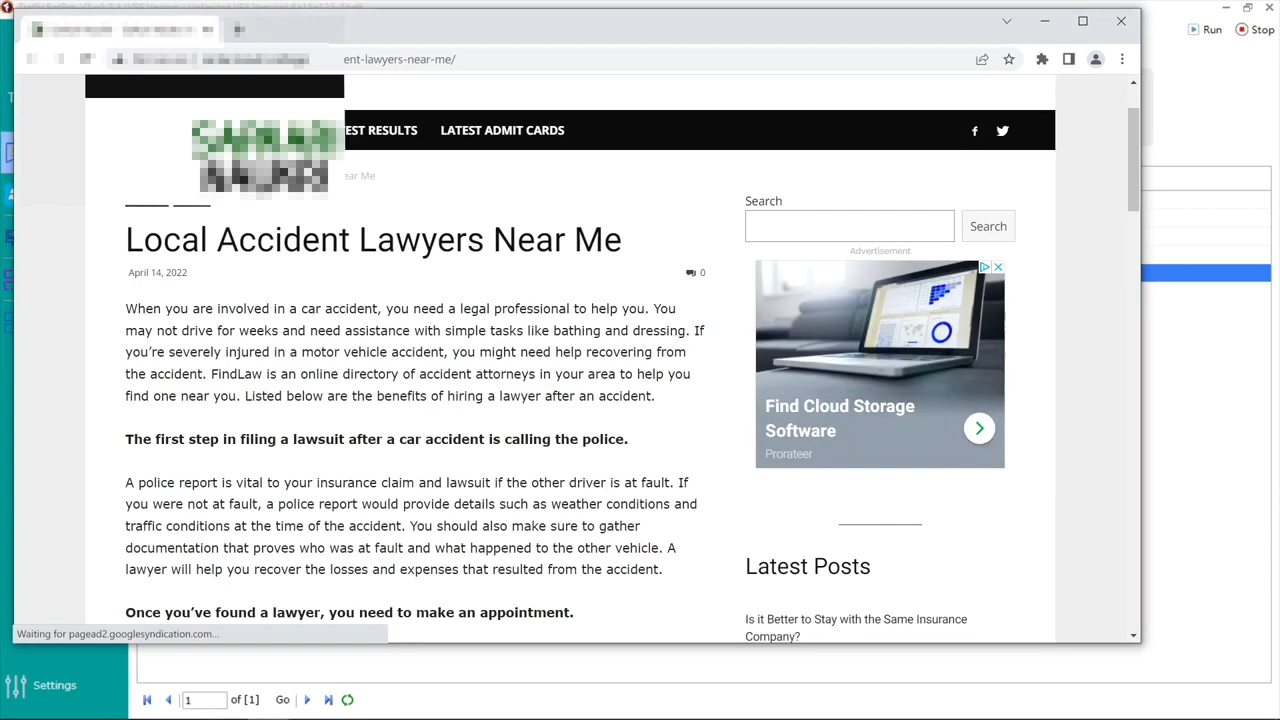 Run
Stop
ent-lawyers-near-me/
EST RESULTS
LATEST ADMIT CARDS
ear Me
Local Accident Lawyers Near Me
April 14, 2022
0
When you are involved in a car accident, you need a legal professional to help you. You
may not drive for weeks and need assistance with simple tasks like bathing and dressing. If
you’re severely injured in a motor vehicle accident, you might need help recovering from
the accident. FindLaw is an online directory of accident attorneys in your area to help you
find one near you. Listed below are the benefits of hiring a lawyer after an accident.
The first step in filing a lawsuit after a car accident is calling the police.
A police report is vital to your insurance claim and lawsuit if the other driver is at fault. If
you were not at fault, a police report would provide details such as weather conditions and
traffic conditions at the time of the accident. You should also make sure to gather
documentation that proves who was at fault and what happened to the other vehicle. A
lawyer will help you recover the losses and expenses that resulted from the accident.
Once you’ve found a lawyer, you need to make an appointment.
Search
Search
Advertisement
Find Cloud Storage
Software
Prorateer
Latest Posts
Is it Better to Stay with the Same Insurance
Company?
Waiting for pagead2.googlesyndication.com...
Settings
1
of [1]
Go